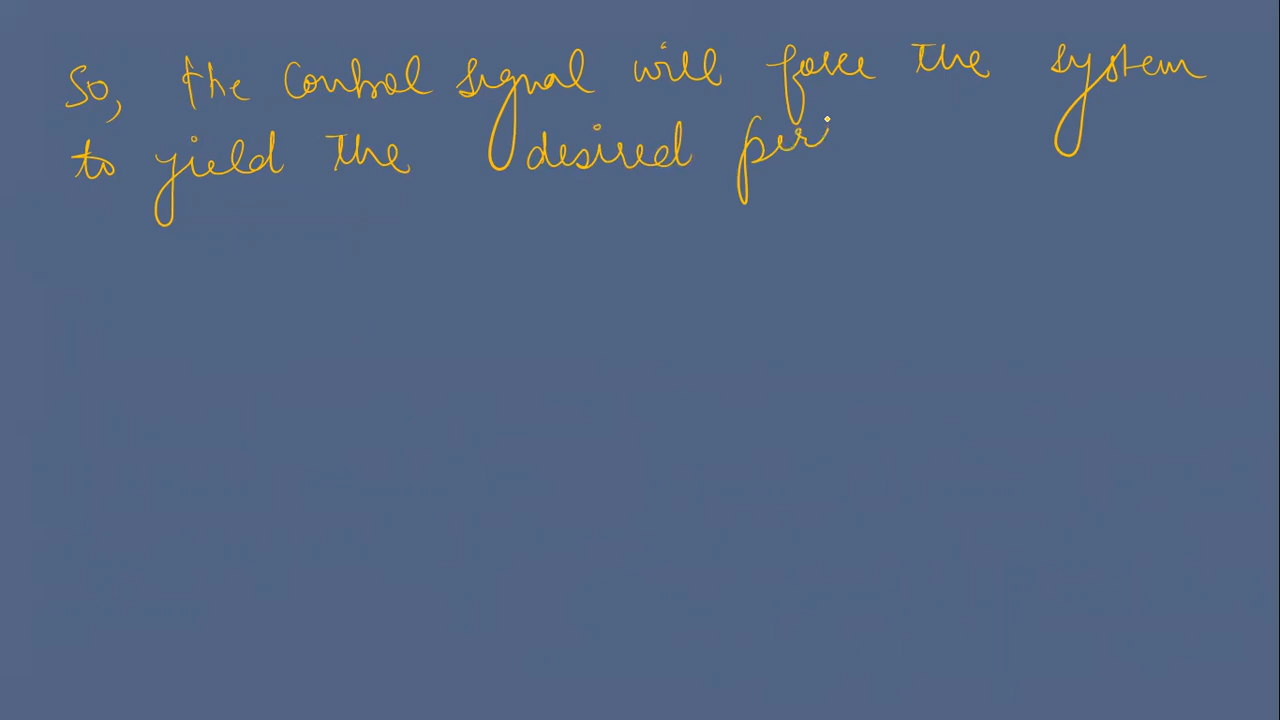 So, the control signal will force the system
to yield the desired per